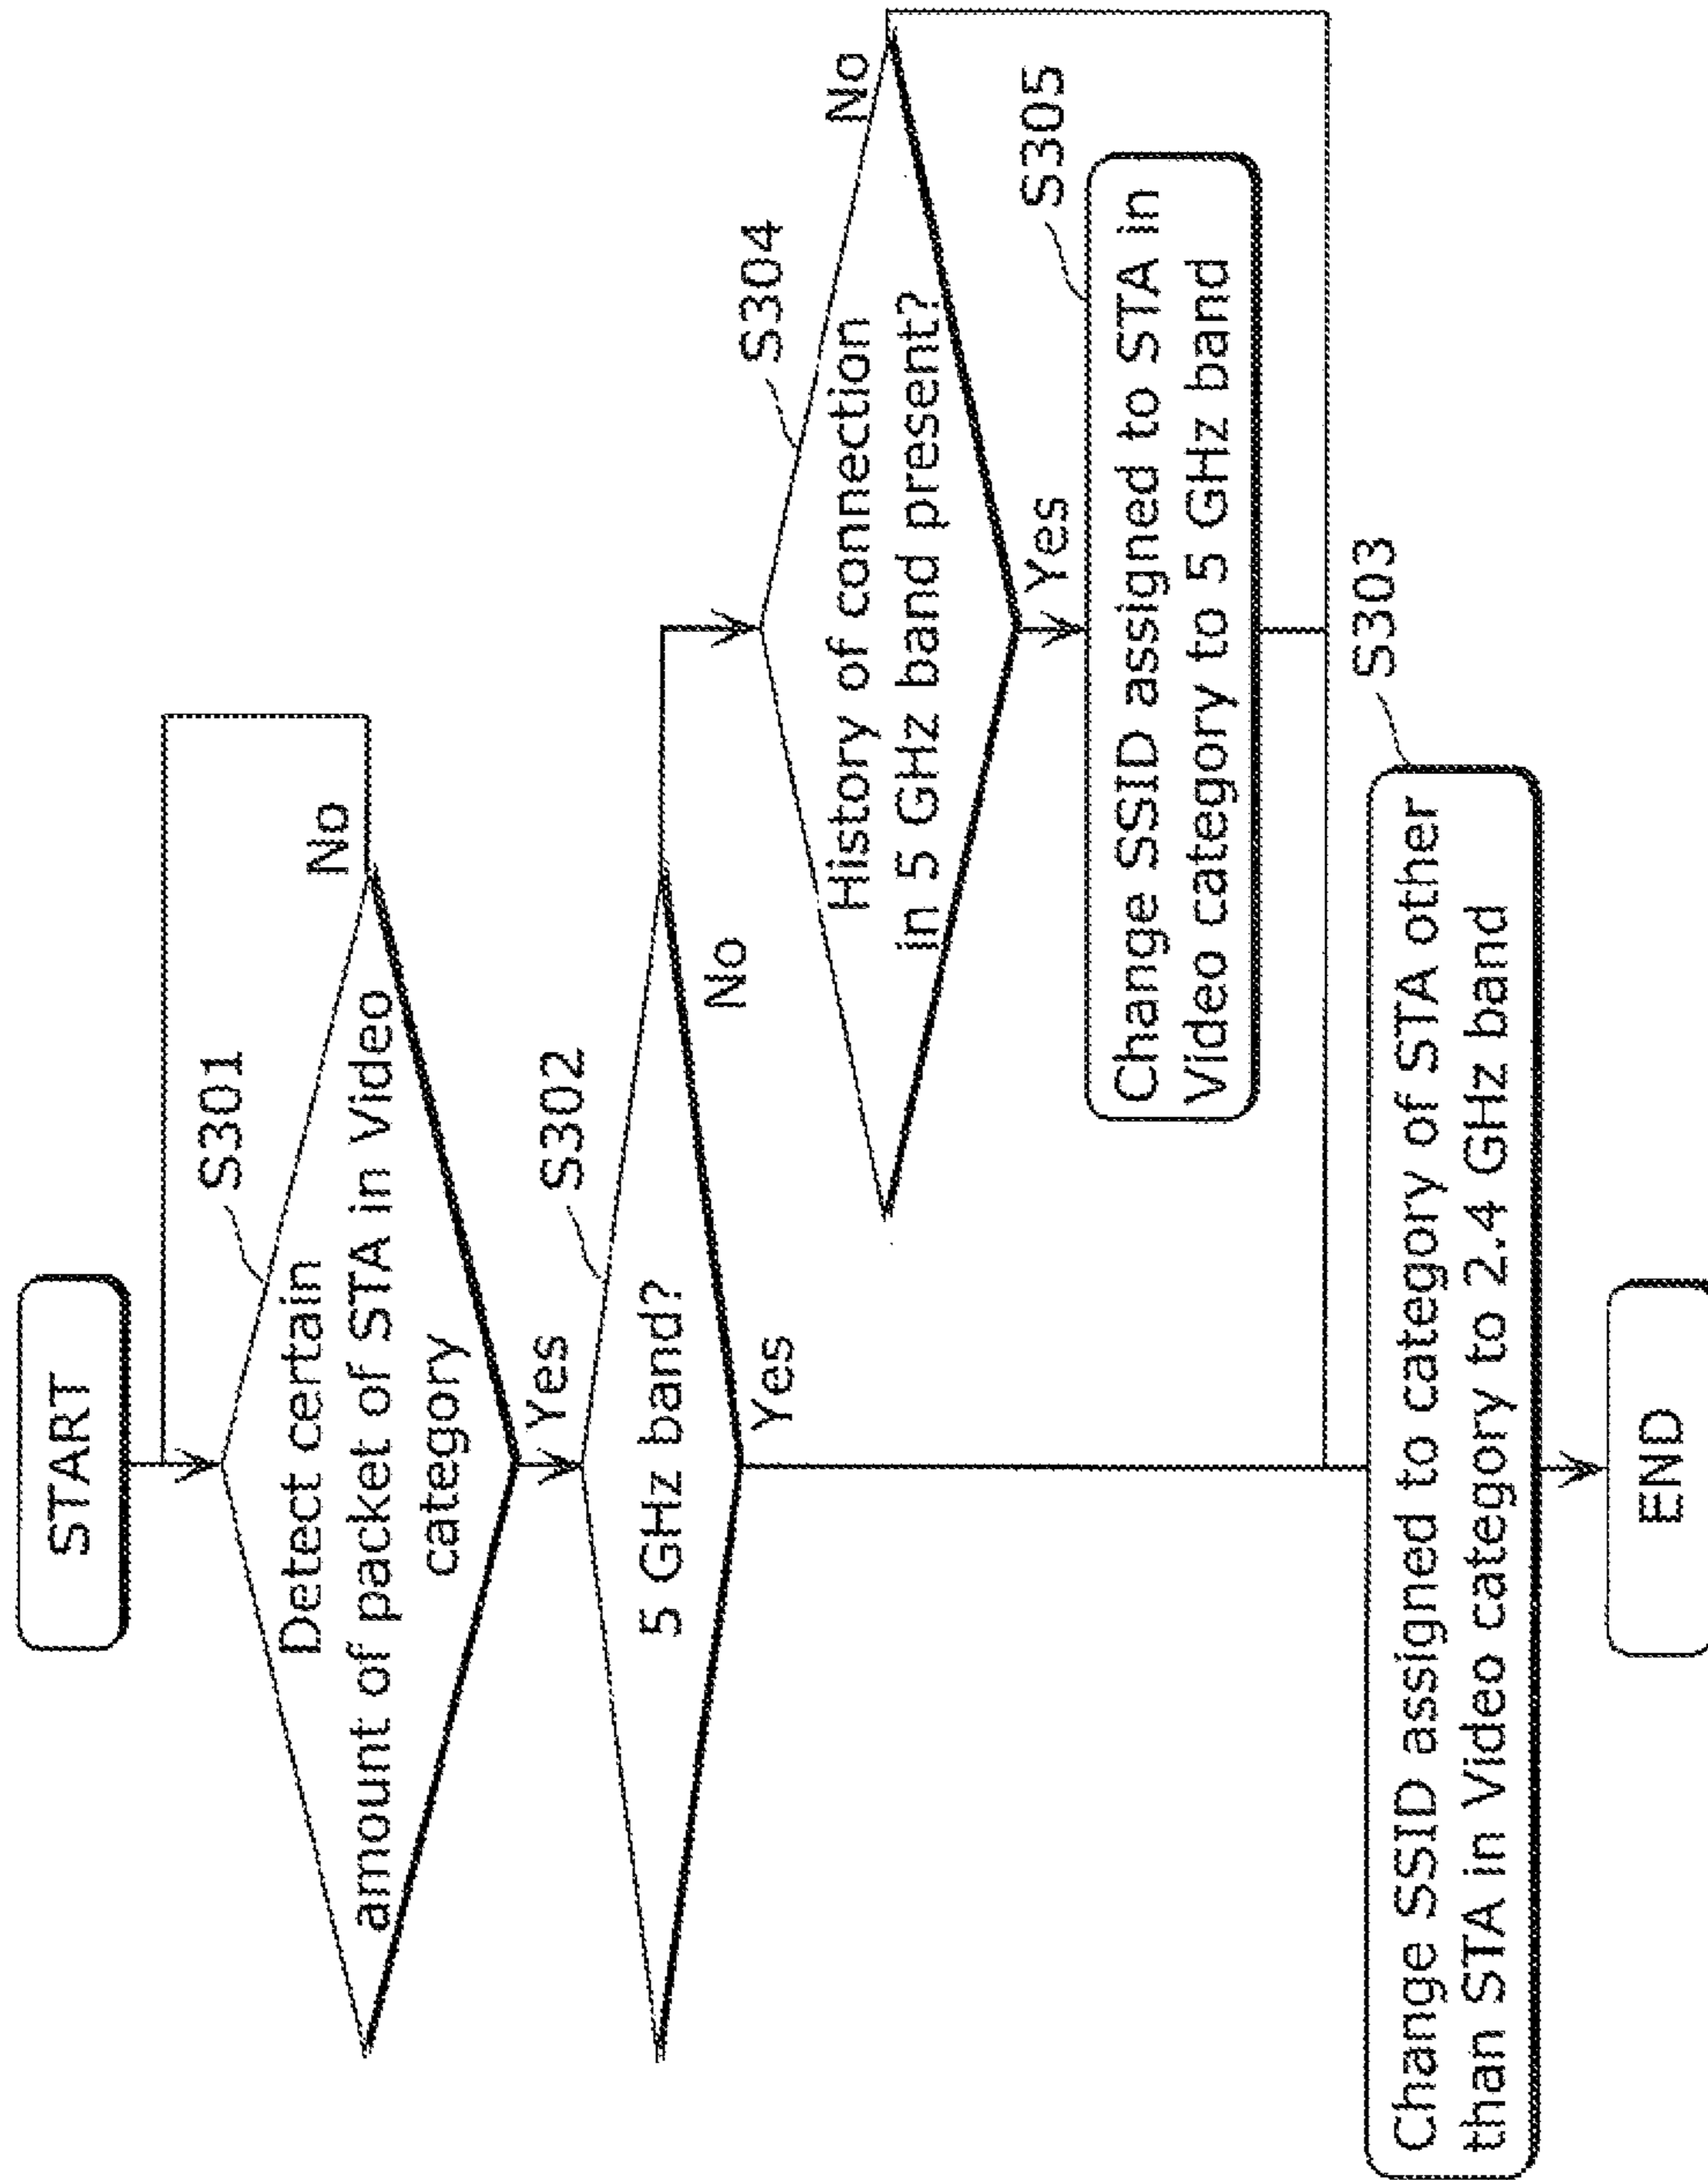 START
S301
Detect certain
amount of packet of STA in Video
category
No
Yes
S302
5 GHz band?
No
Yes
S304
History of connection
in 5 GHz band present?
No
Yes
S305
Change SSID assigned to STA in
Video category to 5 GHz band
S303
Change SSID assigned to category of STA other
than STA in Video category to 2.4 GHz band
END